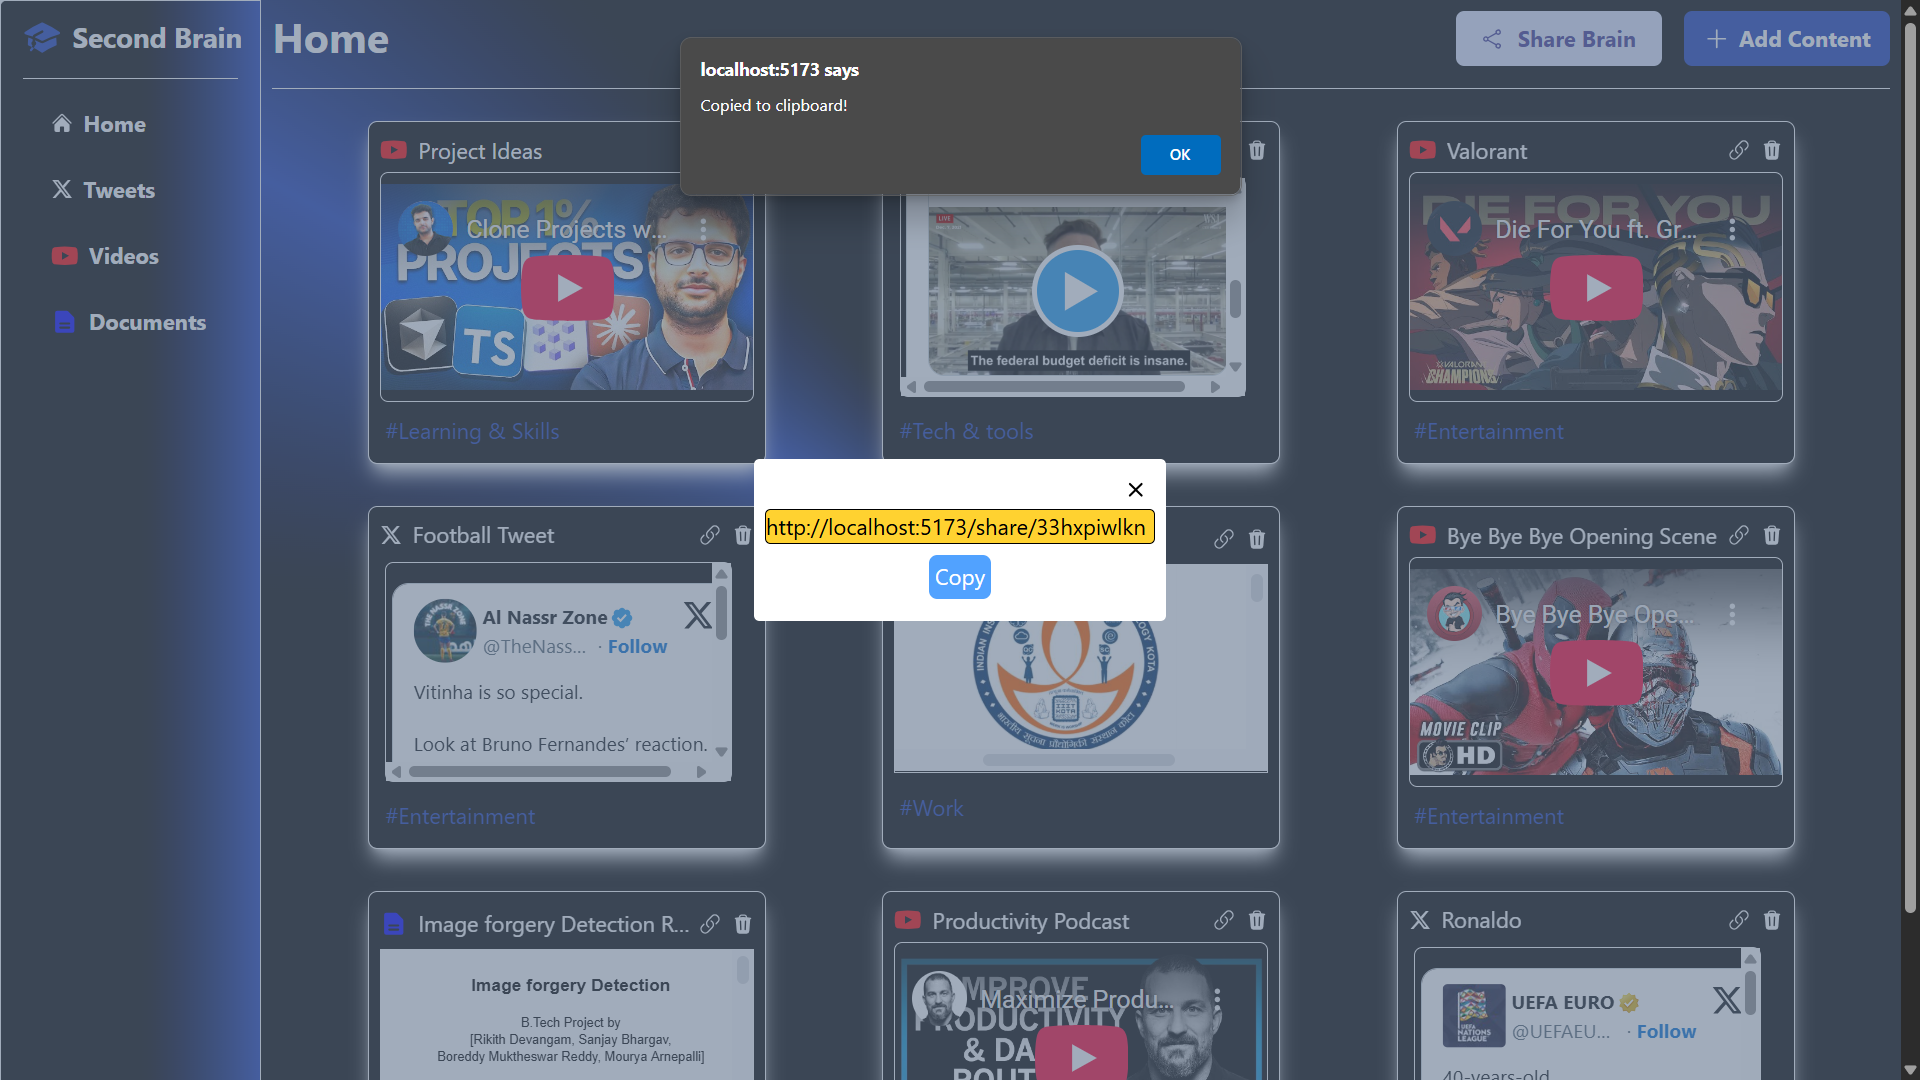 Second Brain
Home
Tweets
Videos
Documents
Home
Share Brain
Add Content
localhost:5173 says
Copied to clipboard!
OK
Project Ideas
TOP 1%
Clone Projects w...
PROJECTS
TS
#Learning & Skills
LIVE
The federal budget deficit is insane.
#Tech & tools
Valorant
DIE FOR YOU
Die For You ft. Gr...
VALORANT
CHAMPIONS
#Entertainment
http://localhost:5173/share/33hxpiwlkn
Copy
Football Tweet
Al Nassr Zone
@TheNass... · Follow
Vitinha is so special.
Look at Bruno Fernandes’ reaction.
#Entertainment
#Work
Bye Bye Bye Opening Scene
Bye Bye Bye Ope...
MOVIE CLIP
HD
#Entertainment
Image forgery Detection R...
Image forgery Detection
B.Tech Project by
[Rikith Devangam, Sanjay Bhargav,
Boreddy Muktheswar Reddy, Mourya Arnepalli]
Productivity Podcast
IMPROVE
Maximize Produ...
PRODUCTIVITY
& DA
ROUT
Ronaldo
UEFA EURO
@UEFAEU... · Follow
UEFA
NATIONS
LEAGUE
40-years-old